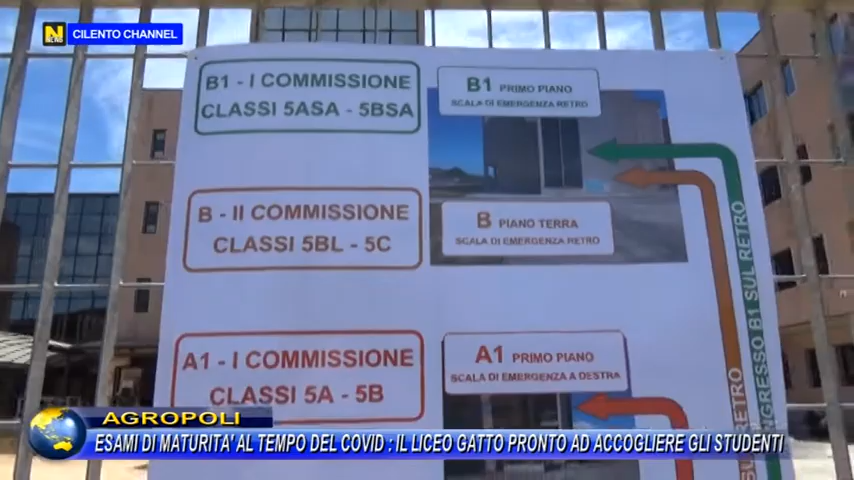 N
NEWS
CILENTO CHANNEL
B1 - I COMMISSIONE
CLASSI 5ASA - 5BSA
B1 PRIMO PIANO
SCALA DI EMERGENZA RETRO
B - II COMMISSIONE
CLASSI 5BL - 5C
B PIANO TERRA
SCALA DI EMERGENZA RETRO
A1 - I COMMISSIONE
CLASSI 5A - 5B
A1 PRIMO PIANO
SCALA DI EMERGENZA A DESTRA
INGRESSO B1 SUL RETRO
SUL RETRO
AGROPOLI
ESAMI DI MATURITA' AL TEMPO DEL COVID : IL LICEO GATTO PRONTO AD ACCOGLIERE GLI STUDENTI